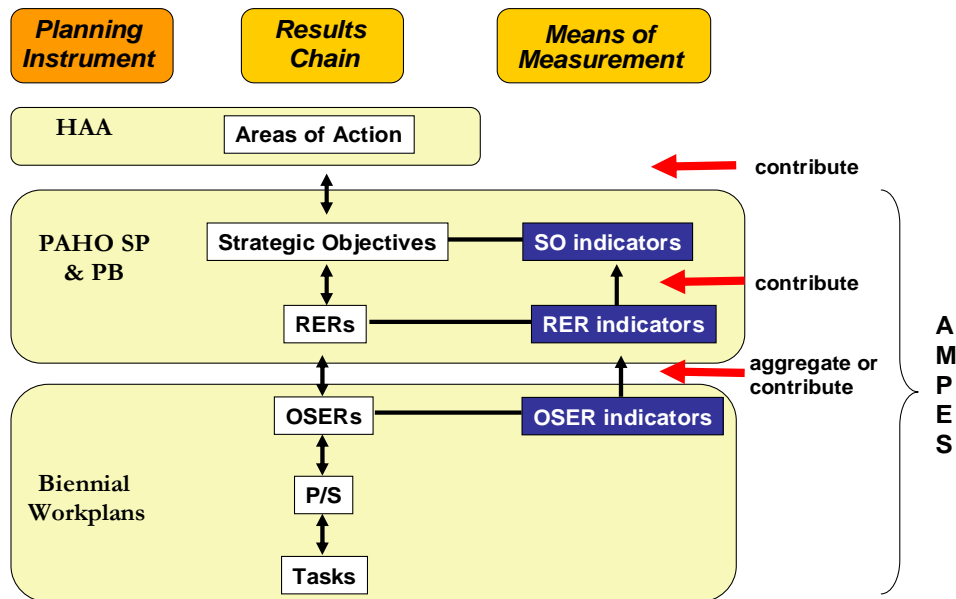 Planning
Instrument
Results
Chain
Means of
Measurement
HAA
Areas of Action
contribute
PAHO SP
& PB
Strategic Objectives
SO indicators
contribute
RERs
RER indicators
aggregate or
contribute
OSERs
OSER indicators
Biennial
Workplans
P/S
Tasks
A
M
P
E
S